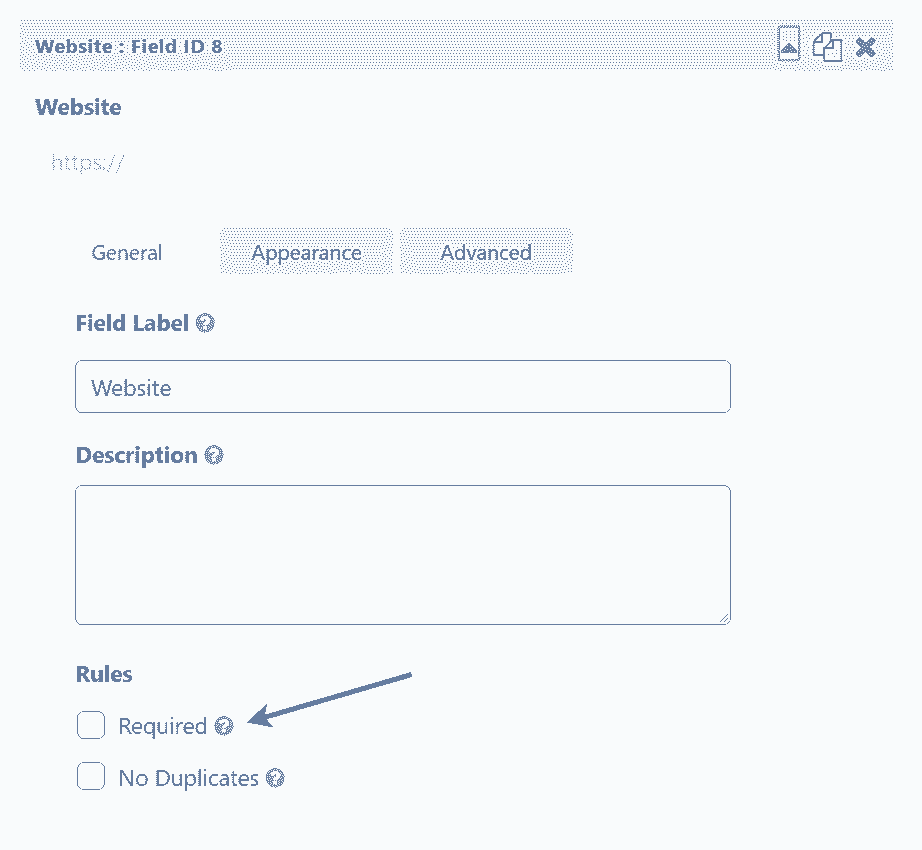 Website : Field ID 8
Website
https://
General Appearance Advanced
Field Label
Website
Description
Rules
Required
No Duplicates